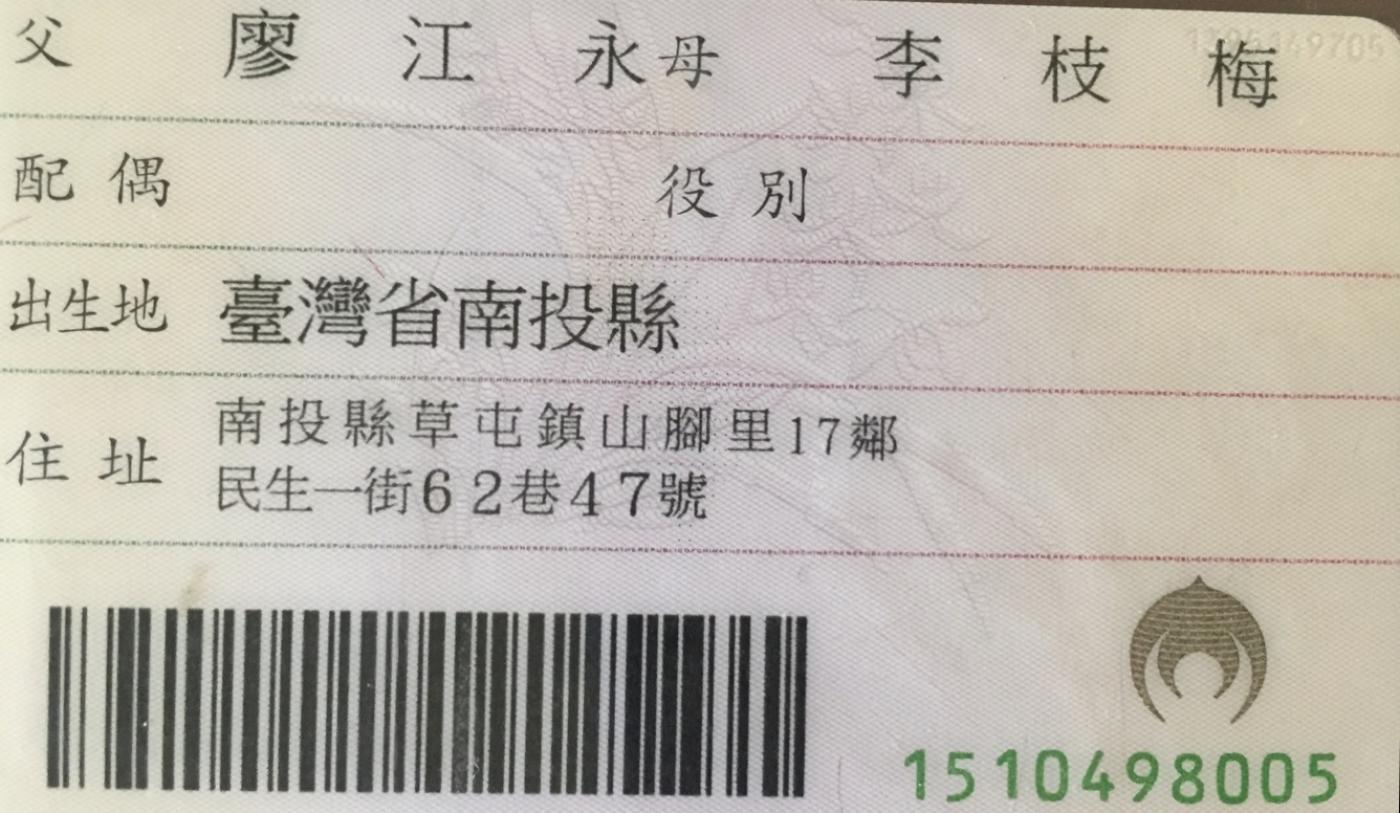 父 廖江永 母 李枝梅
配偶 役別
出生地 臺灣省南投縣
住址 南投縣草屯鎮山腳里17鄰
民生一街62巷47號
1510498005